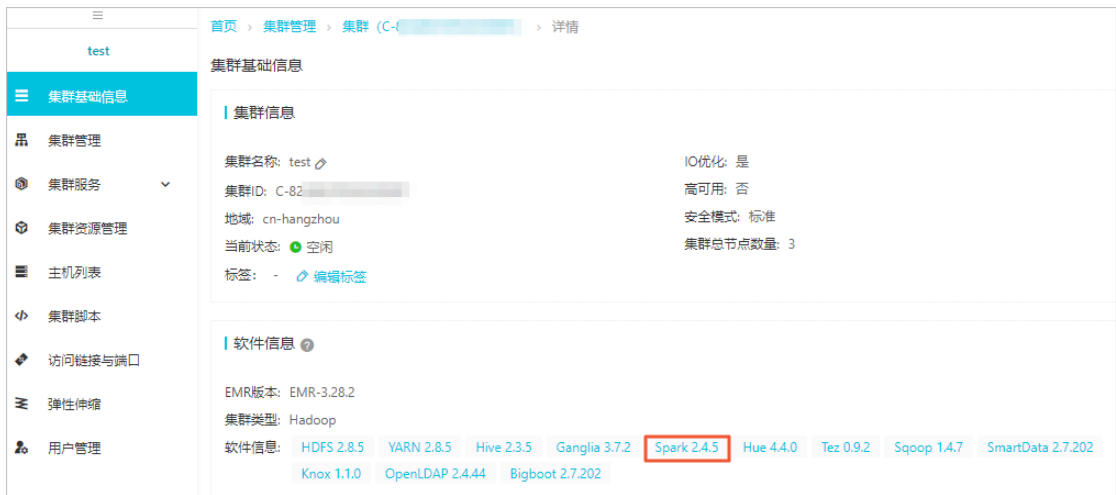 首页 › 集群管理 › 集群 (C- › 详情
test
集群基础信息
集群基础信息
集群管理
集群服务
集群资源管理
主机列表
集群脚本
访问链接与端口
弹性伸缩
用户管理
集群信息
集群名称: test
IO优化: 是
集群ID: C-82
高可用: 否
地域: cn-hangzhou
安全模式: 标准
当前状态: 空闲
集群总节点数量: 3
标签: - 编辑标签
软件信息 ?
EMR版本: EMR-3.28.2
集群类型: Hadoop
软件信息: HDFS 2.8.5 YARN 2.8.5 Hive 2.3.5 Ganglia 3.7.2 Spark 2.4.5 Hue 4.4.0 Tez 0.9.2 Sqoop 1.4.7 SmartData 2.7.202
Knox 1.1.0 OpenLDAP 2.4.44 Bigboot 2.7.202